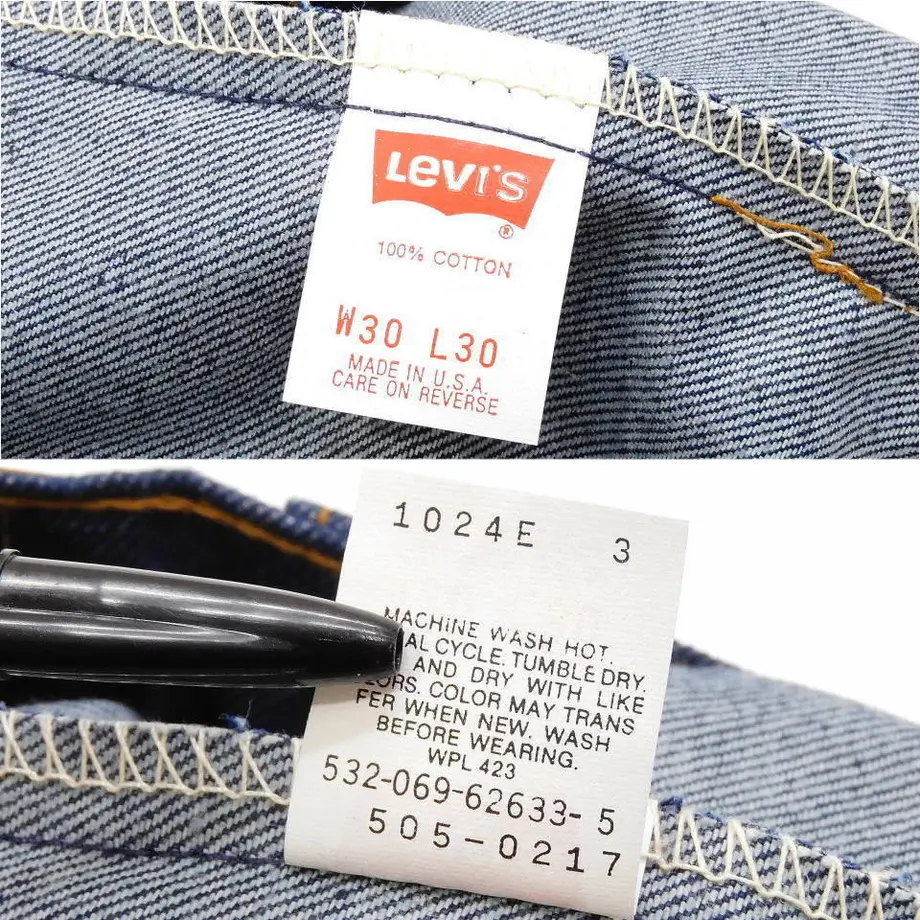 Levi's
®
100% COTTON
W30 L30
MADE IN U.S.A.
CARE ON REVERSE
1024E 3
MACHINE WASH HOT.
CYCLE. TUMBLE DRY.
AND DRY WITH LIKE
COLOR MAY TRANS
FER WHEN NEW. WASH
BEFORE WEARING.
WPL 423
532-069-62633-5
505-0217